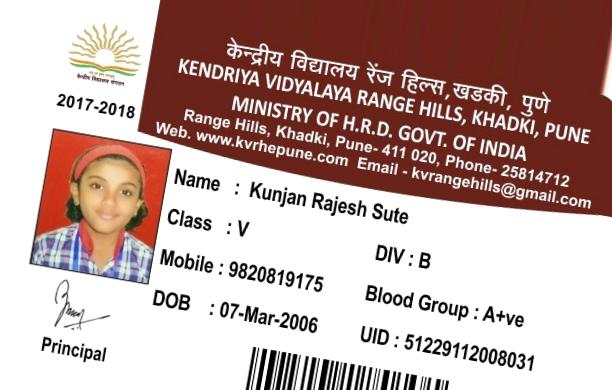 केन्द्रीय विद्यालय संगठन
2017-2018
केन्द्रीय विद्यालय रेंज हिल्स,खडकी, पुणे
KENDRIYA VIDYALAYA RANGE HILLS, KHADKI, PUNE
MINISTRY OF H.R.D. GOVT. OF INDIA
Range Hills, Khadki, Pune- 411 020, Phone- 25814712
Web. www.kvrhepune.com Email - kvrangehills@gmail.com
Name : Kunjan Rajesh Sute
Class : V
DIV : B
Mobile : 9820819175
Blood Group : A+ve
DOB : 07-Mar-2006
UID : 51229112008031
Principal